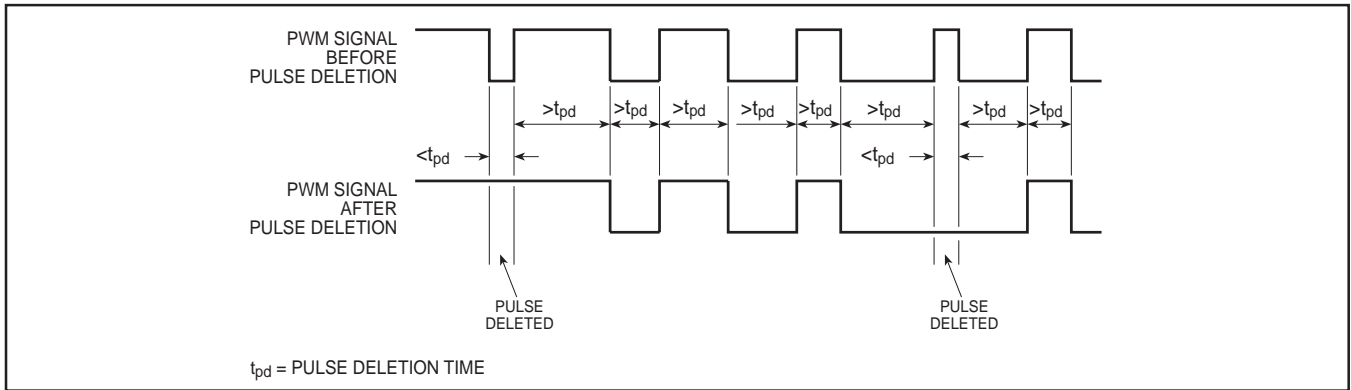 PWM SIGNAL
BEFORE
PULSE DELETION
>tpd >tpd >tpd >tpd >tpd >tpd >tpd >tpd
<tpd <tpd
PWM SIGNAL
AFTER
PULSE DELETION
PULSE
DELETED
PULSE
DELETED
tpd = PULSE DELETION TIME